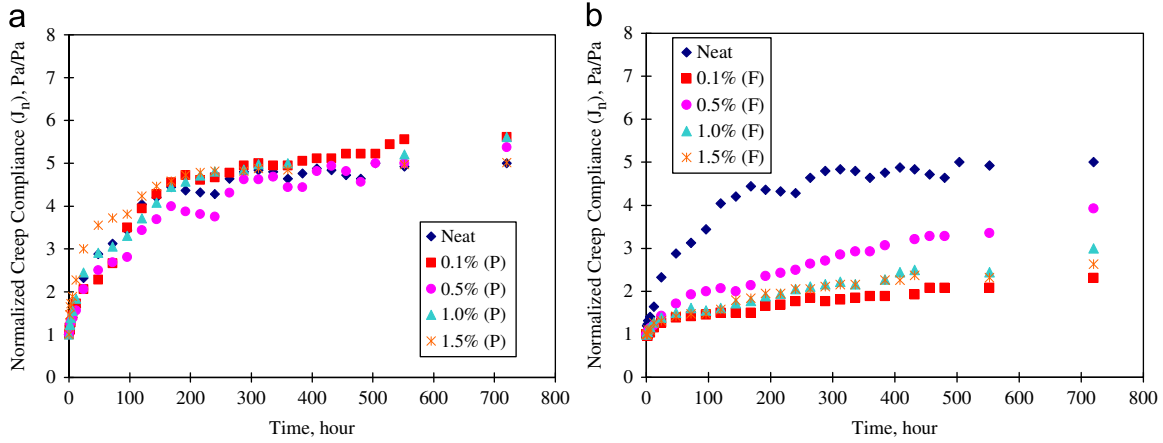 a
Normalized Creep Compliance (Jn), Pa/Pa
8
7
6
5
4
3
2
1
0
Neat
0.1% (P)
0.5% (P)
1.0% (P)
1.5% (P)
0 100 200 300 400 500 600 700 800
Time, hour
b
Normalized Creep Compliance (Jn), Pa/Pa
8
7
6
5
4
3
2
1
0
Neat
0.1% (F)
0.5% (F)
1.0% (F)
1.5% (F)
0 100 200 300 400 500 600 700 800
Time, hour